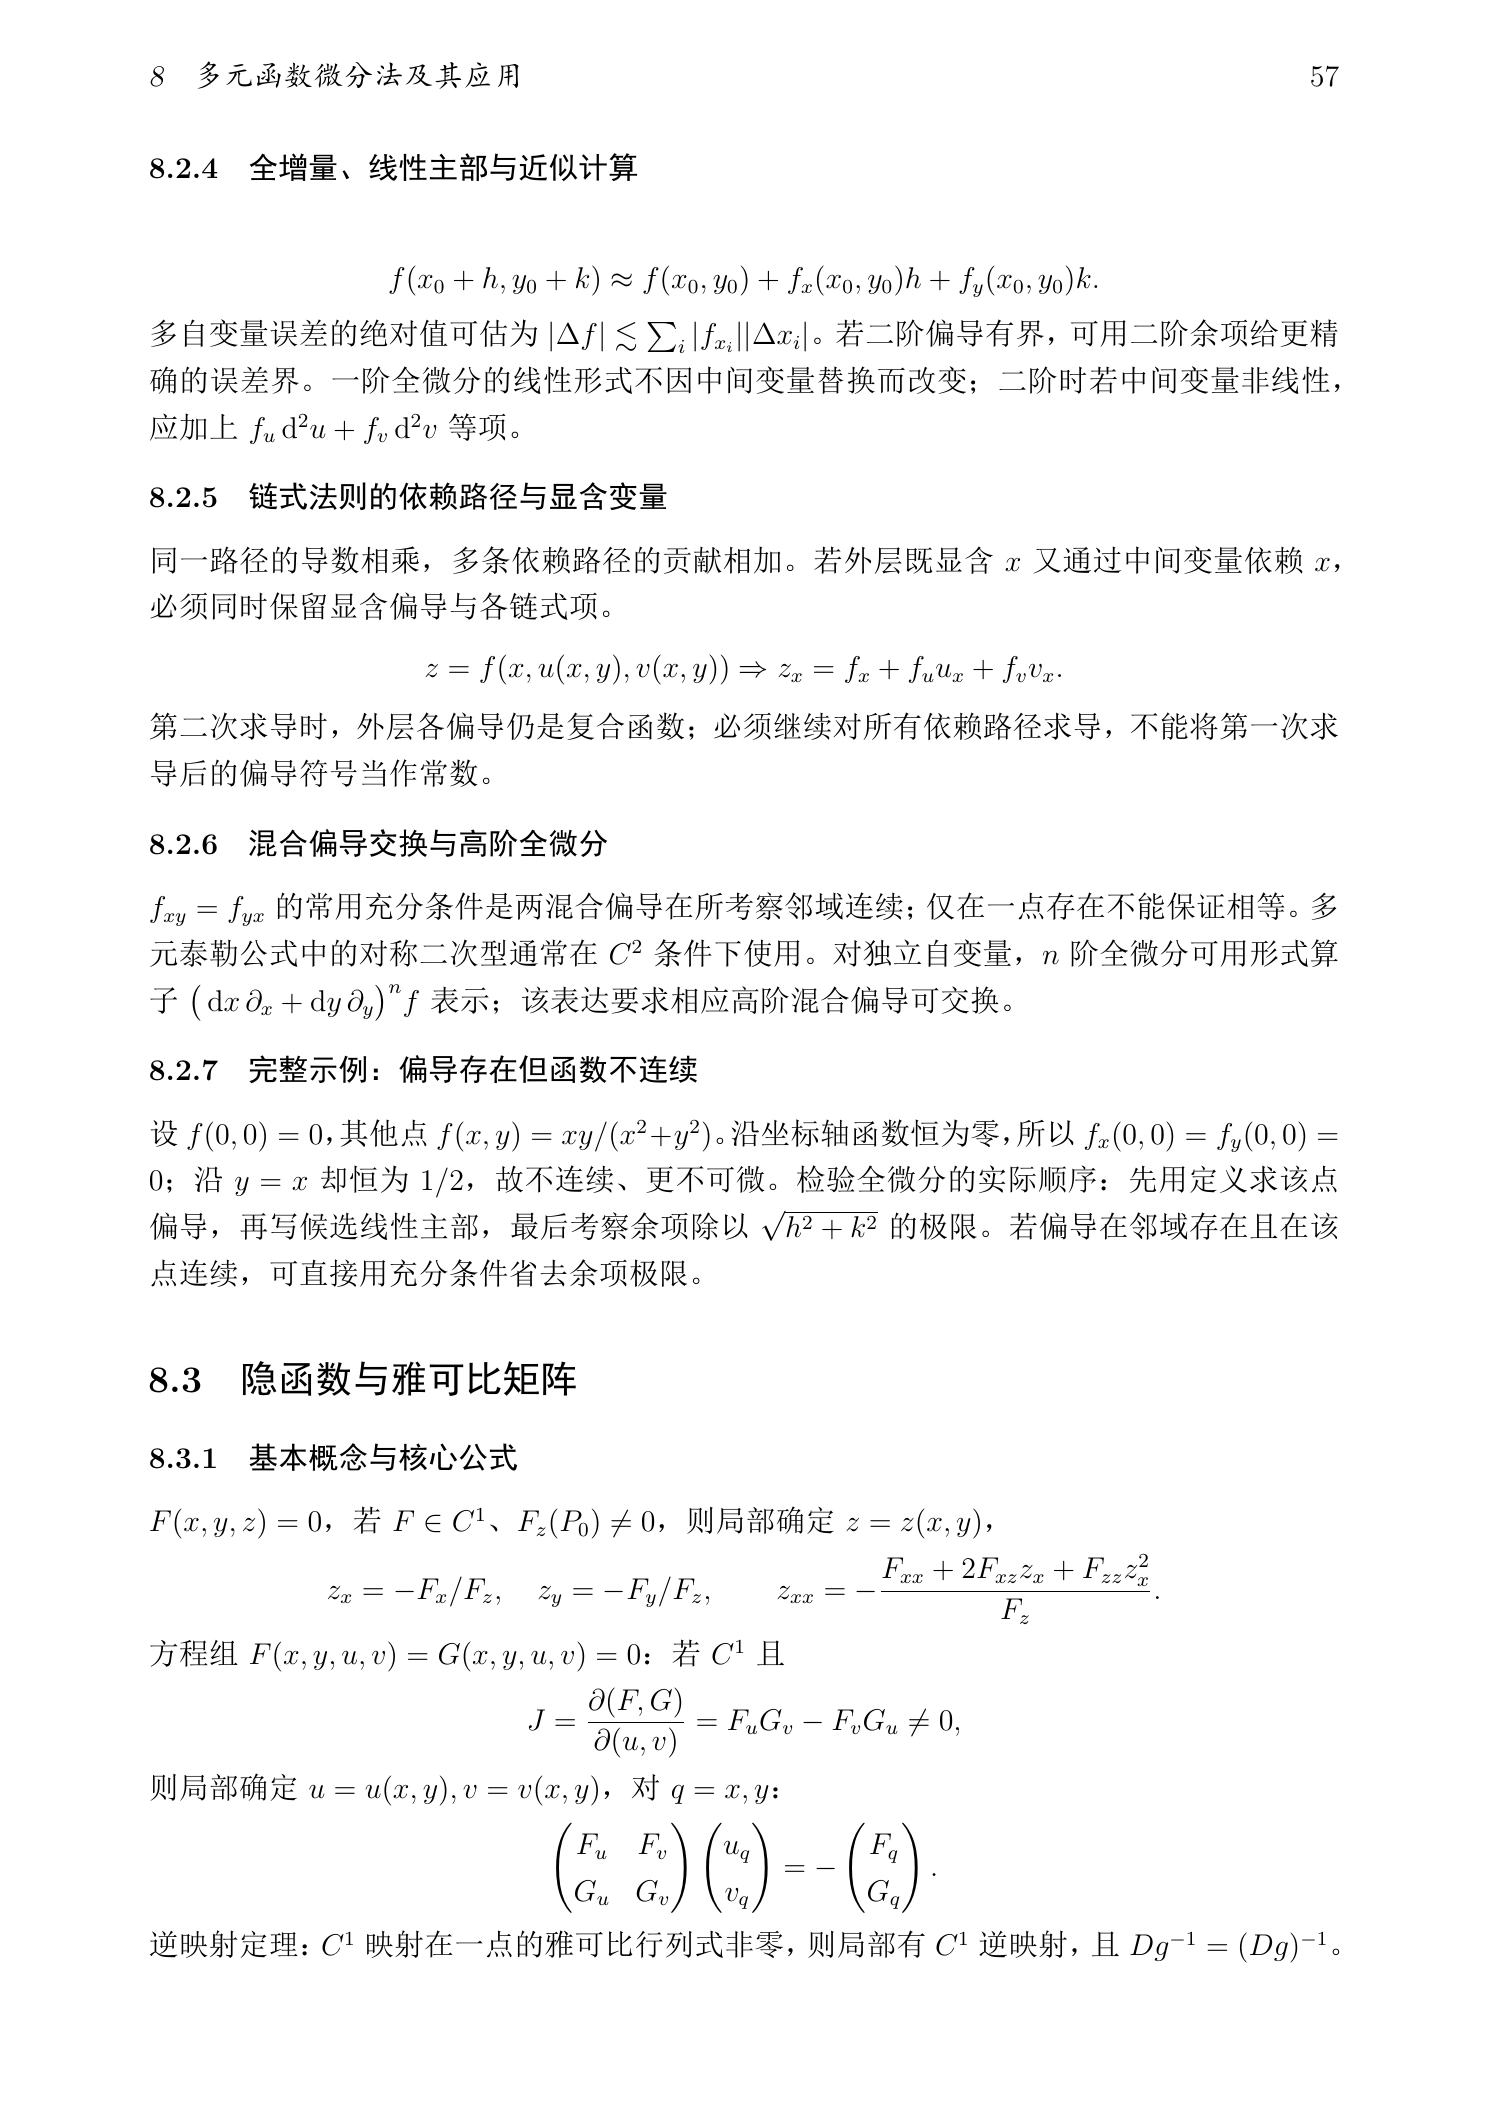 8 多元函数微分法及其应用 57
8.2.4 全增量、线性主部与近似计算
f(x₀ + h, y₀ + k) ≈ f(x₀, y₀) + fₓ(x₀, y₀)h + f_y(x₀, y₀)k.
多自变量误差的绝对值可估为 |Δf| ≲ ∑_i |f_{x_i}||Δx_i|。若二阶偏导有界，可用二阶余项给更精
确的误差界。一阶全微分的线性形式不因中间变量替换而改变；二阶时若中间变量非线性，
应加上 f_u d²u + f_v d²v 等项。
8.2.5 链式法则的依赖路径与显含变量
同一路径的导数相乘，多条依赖路径的贡献相加。若外层既显含 x 又通过中间变量依赖 x，
必须同时保留显含偏导与各链式项。
z = f(x, u(x, y), v(x, y)) ⇒ z_x = f_x + f_u u_x + f_v v_x.
第二次求导时，外层各偏导仍是复合函数；必须继续对所有依赖路径求导，不能将第一次求
导后的偏导符号当作常数。
8.2.6 混合偏导交换与高阶全微分
f_{xy} = f_{yx} 的常用充分条件是两混合偏导在所考察邻域连续；仅在一点存在不能保证相等。多
元泰勒公式中的对称二次型通常在 C² 条件下使用。对独立自变量，n 阶全微分可用形式算
子 (dx ∂_x + dy ∂_y)ⁿ f 表示；该表达要求相应高阶混合偏导可交换。
8.2.7 完整示例：偏导存在但函数不连续
设 f(0, 0) = 0，其他点 f(x, y) = xy/(x²+y²)。沿坐标轴函数恒为零，所以 f_x(0, 0) = f_y(0, 0) =
0；沿 y = x 却恒为 1/2，故不连续、更不可微。检验全微分的实际顺序：先用定义求该点
偏导，再写候选线性主部，最后考察余项除以 √(h² + k²) 的极限。若偏导在邻域存在且在该
点连续，可直接用充分条件省去余项极限。
8.3 隐函数与雅可比矩阵
8.3.1 基本概念与核心公式
F(x, y, z) = 0，若 F ∈ C¹、F_z(P₀) ≠ 0，则局部确定 z = z(x, y)，
z_x = −F_x/F_z, z_y = −F_y/F_z, z_{xx} = −(F_{xx} + 2F_{xz}z_x + F_{zz}z_x²)/F_z.
方程组 F(x, y, u, v) = G(x, y, u, v) = 0：若 C¹ 且
J = ∂(F, G)/∂(u, v) = F_u G_v − F_v G_u ≠ 0,
则局部确定 u = u(x, y), v = v(x, y)，对 q = x, y：
(F_u F_v; G_u G_v) (u_q; v_q) = − (F_q; G_q).
逆映射定理：C¹ 映射在一点的雅可比行列式非零，则局部有 C¹ 逆映射，且 Dg⁻¹ = (Dg)⁻¹。